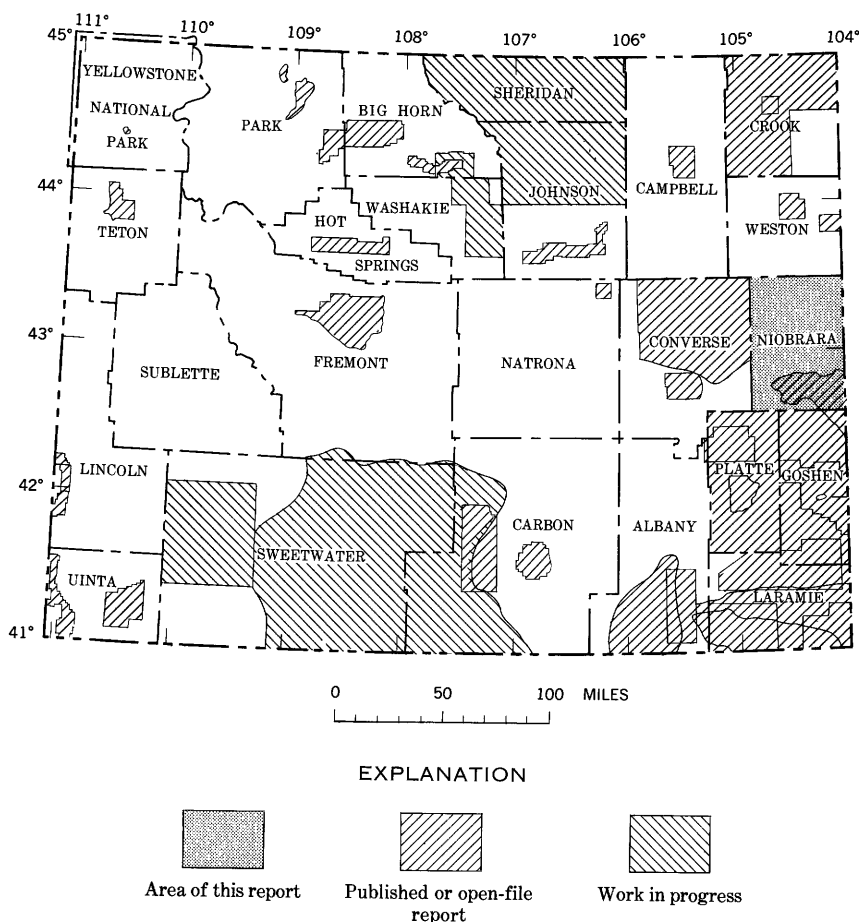 111° 110° 109° 108° 107° 106° 105° 104°
45°
YELLOWSTONE
NATIONAL
PARK
PARK
BIG HORN
SHERIDAN
CROOK
JOHNSON
CAMPBELL
44°
TETON
HOT
SPRINGS
WASHAKIE
WESTON
43°
SUBLETTE
FREMONT
NATRONA
CONVERSE
NIOBRARA
LINCOLN
42°
SWEETWATER
CARBON
ALBANY
PLATTE
GOSHEN
UINTA
LARAMIE
41°
0 50 100 MILES
EXPLANATION
Area of this report
Published or open-file
report
Work in progress